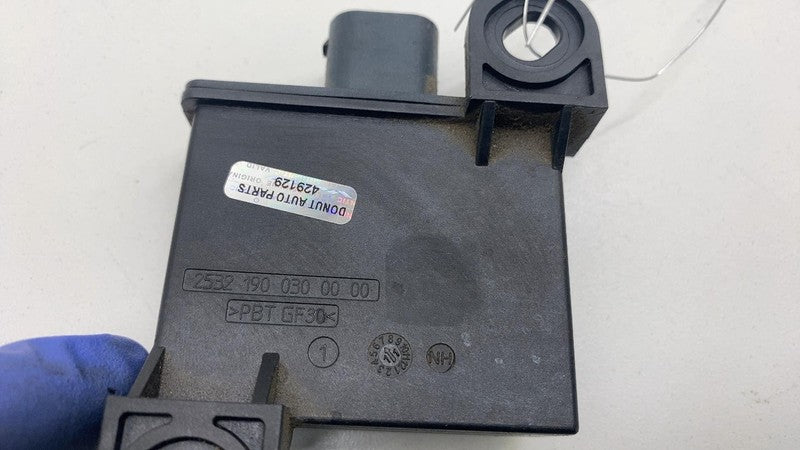 DONUT AUTO PARTS
429129
2532 190 030 00 00
>PBT GF30<
1
NH